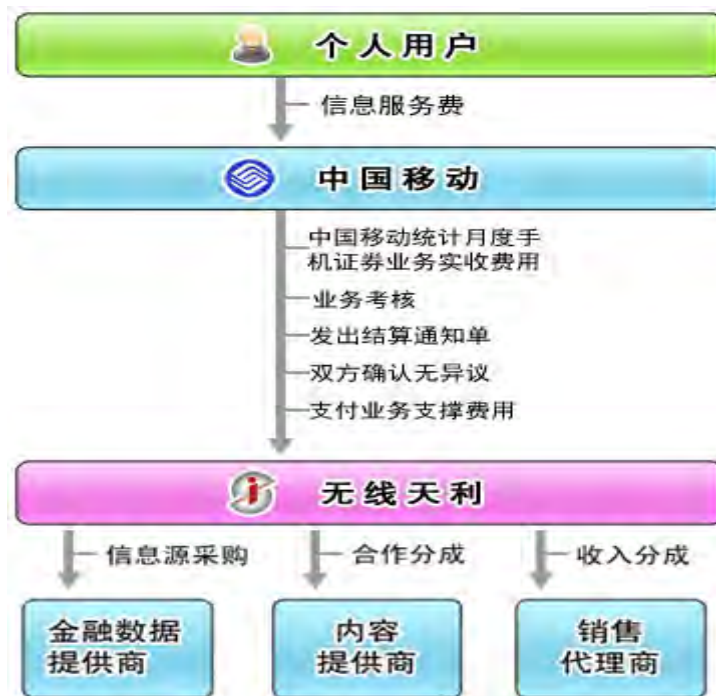 个人用户
信息服务费
中国移动
中国移动统计月度手
机证券业务实收费用
业务考核
发出结算通知单
双方确认无异议
支付业务支撑费用
无线天利
信息源采购
合作分成
收入分成
金融数据
提供商
内容
提供商
销售
代理商